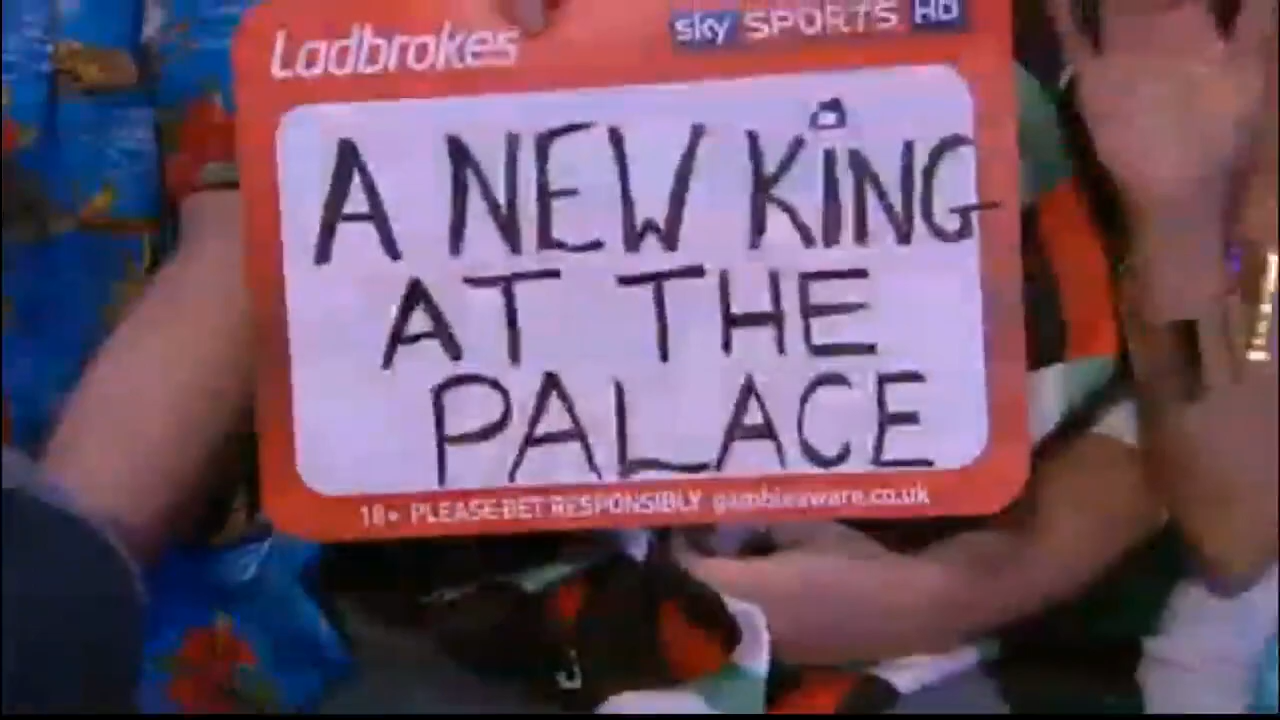 Ladbrokes
sky SPORTS HD
A NEW KiNG
AT THE
PALACE
18+ PLEASE BET RESPONSIBLY gambleaware.co.uk